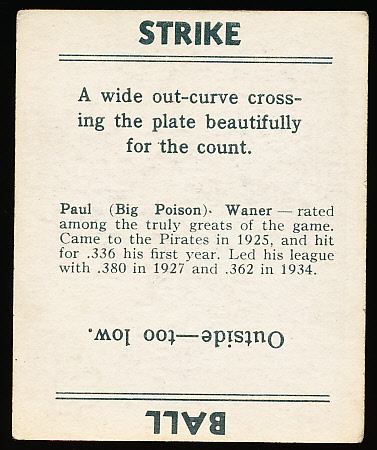 STRIKE
A wide out-curve cross-
ing the plate beautifully
for the count.
Paul (Big Poison). Waner — rated
among the truly greats of the game.
Came to the Pirates in 1925, and hit
for .336 his first year. Led his league
with .380 in 1927 and .362 in 1934.
Outside—too low.
BALL